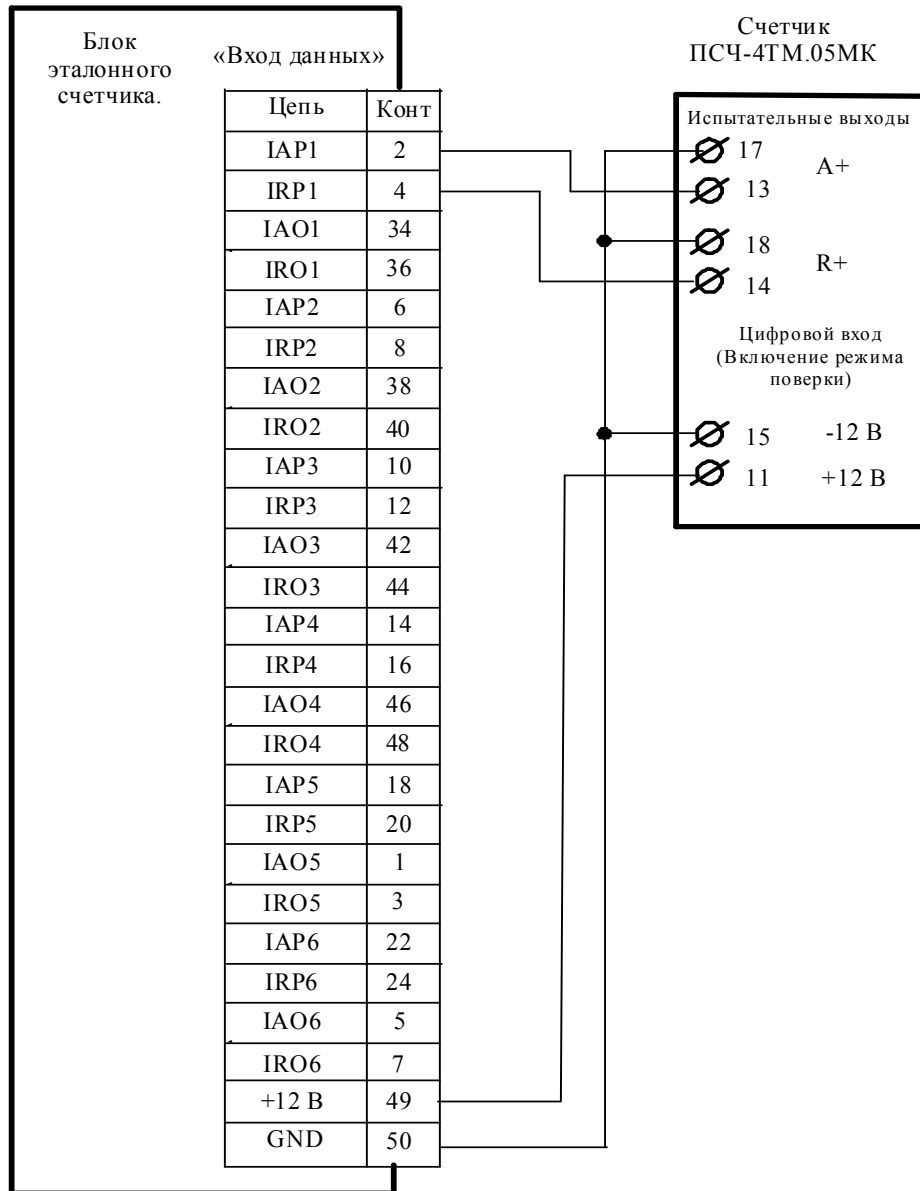 Блок
эталонного
счетчика.
«Вход данных»
Цепь Конт
IAP1 2
IRP1 4
IAO1 34
IRO1 36
IAP2 6
IRP2 8
IAO2 38
IRO2 40
IAP3 10
IRP3 12
IAO3 42
IRO3 44
IAP4 14
IRP4 16
IAO4 46
IRO4 48
IAP5 18
IRP5 20
IAO5 1
IRO5 3
IAP6 22
IRP6 24
IAO6 5
IRO6 7
+12 В 49
GND 50
Счетчик
ПСЧ-4ТМ.05МК
Испытательные выходы
17
A+
13
18
R+
14
Цифровой вход
(Включение режима
поверки)
15 -12 В
11 +12 В